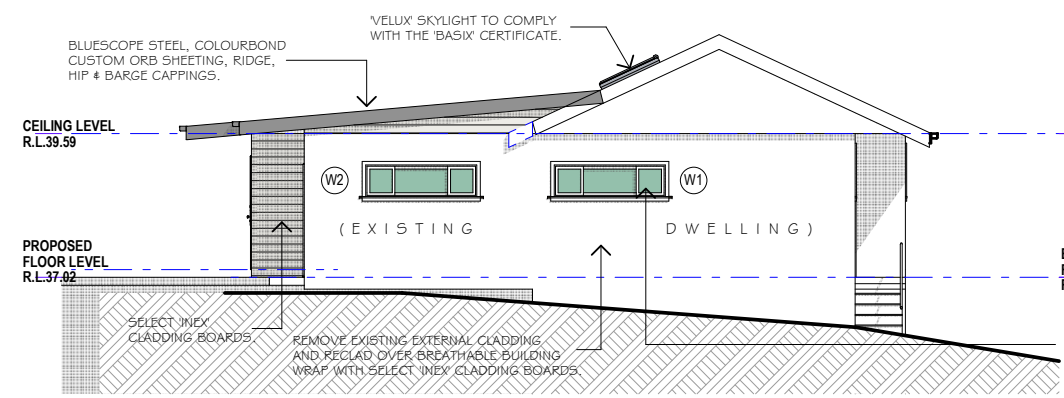 'VELUX' SKYLIGHT TO COMPLY
WITH THE 'BASIX' CERTIFICATE.
BLUESCOPE STEEL, COLOURBOND
CUSTOM ORB SHEETING, RIDGE,
HIP & BARGE CAPPINGS.
CEILING LEVEL
R.L.39.59
W2
W1
(EXISTING DWELLING)
PROPOSED
FLOOR LEVEL
R.L.37.02
SELECT 'INEX'
CLADDING BOARDS.
REMOVE EXISTING EXTERNAL CLADDING
AND RECLAD OVER BREATHABLE BUILDING
WRAP WITH SELECT 'INEX' CLADDING BOARDS.